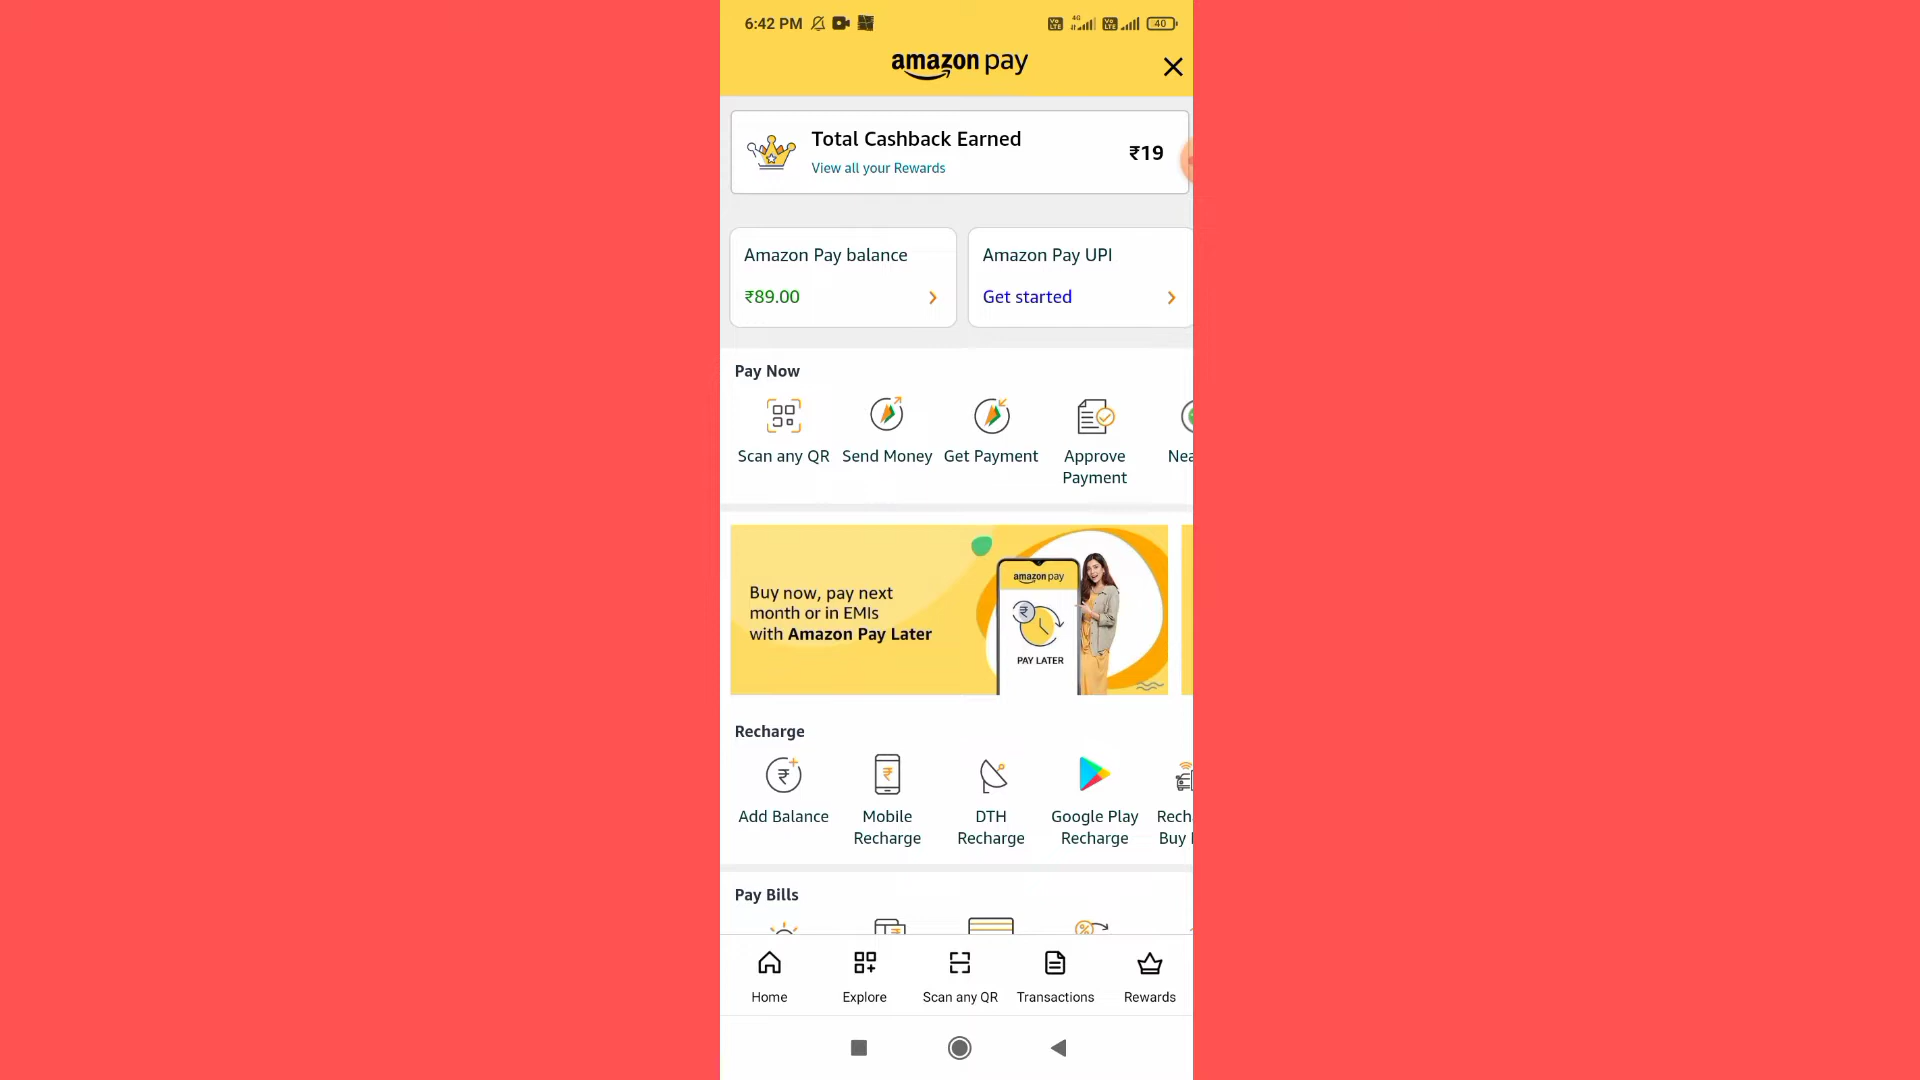 6:42 PM
40
amazon pay
Total Cashback Earned
View all your Rewards
₹19
Amazon Pay balance
₹89.00
Amazon Pay UPI
Get started
Pay Now
Scan any QR
Send Money
Get Payment
Approve
Payment
Nea
Buy now, pay next
month or in EMIs
with Amazon Pay Later
amazon pay
PAY LATER
Recharge
Add Balance
Mobile
Recharge
DTH
Recharge
Google Play
Recharge
Rech
Buy
Pay Bills
Home
Explore
Scan any QR
Transactions
Rewards